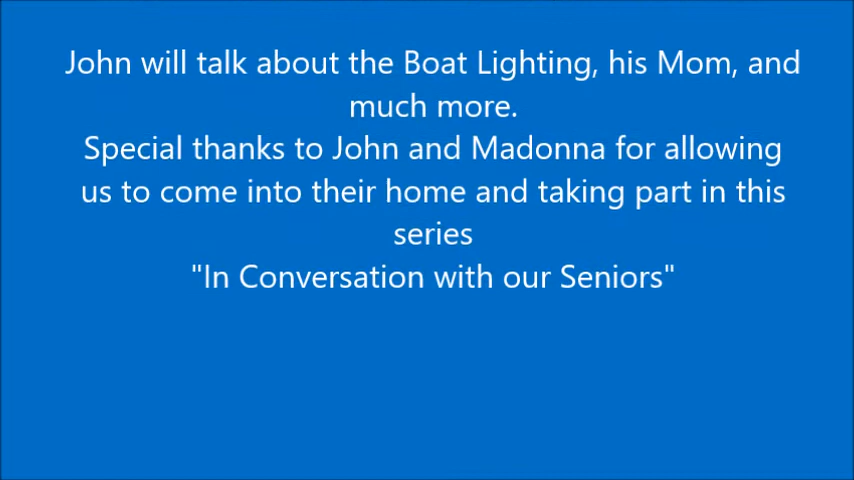 John will talk about the Boat Lighting, his Mom, and
much more.
Special thanks to John and Madonna for allowing
us to come into their home and taking part in this
series
"In Conversation with our Seniors"